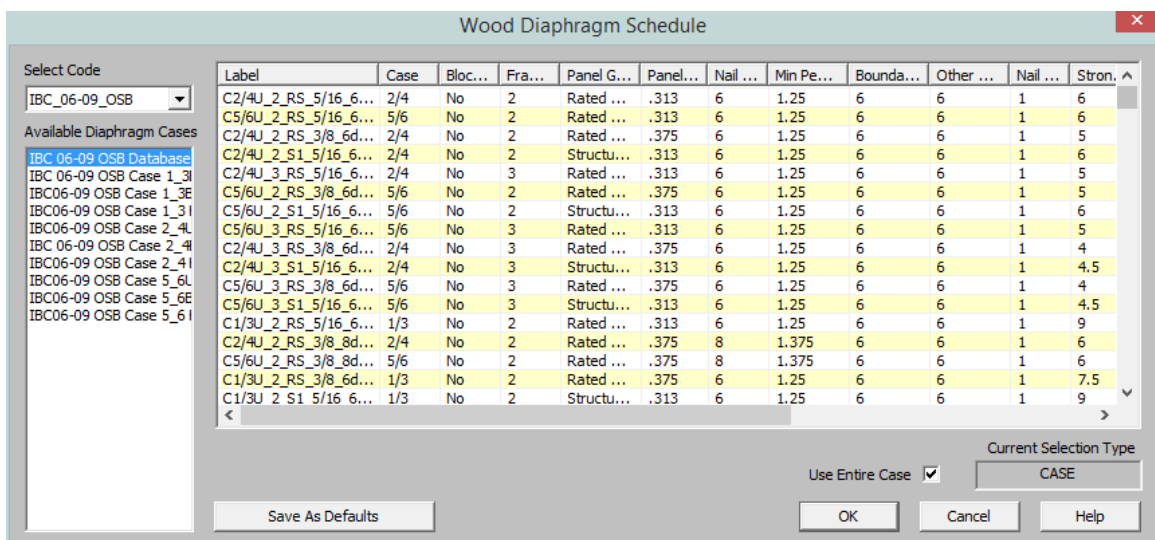 Wood Diaphragm Schedule
Select Code
IBC_06-09_OSB
Available Diaphragm Cases
IBC 06-09 OSB Database
IBC 06-09 OSB Case 1_3
IBC06-09 OSB Case 1_3B
IBC06-09 OSB Case 1_3
IBC06-09 OSB Case 2_4U
IBC 06-09 OSB Case 2_4
IBC06-09 OSB Case 2_4
IBC06-09 OSB Case 5_6U
IBC06-09 OSB Case 5_6B
IBC06-09 OSB Case 5_6
Label Case Bloc... Fra... Panel G... Panel... Nail ... Min Pe... Bounda... Other ... Nail ... Stron.
C2/4U_2_RS_5/16_6... 2/4 No 2 Rated ... .313 6 1.25 6 6 1 6
C5/6U_2_RS_5/16_6... 5/6 No 2 Rated ... .313 6 1.25 6 6 1 6
C2/4U_2_RS_3/8_6d... 2/4 No 2 Rated ... .375 6 1.25 6 6 1 5
C2/4U_2_S1_5/16_6... 2/4 No 2 Structu... .313 6 1.25 6 6 1 6
C2/4U_3_RS_5/16_6... 2/4 No 3 Rated ... .313 6 1.25 6 6 1 5
C5/6U_2_RS_3/8_6d... 5/6 No 2 Rated ... .375 6 1.25 6 6 1 5
C5/6U_2_S1_5/16_6... 5/6 No 2 Structu... .313 6 1.25 6 6 1 6
C5/6U_3_RS_5/16_6... 5/6 No 3 Rated ... .313 6 1.25 6 6 1 5
C2/4U_3_RS_3/8_6d... 2/4 No 3 Rated ... .375 6 1.25 6 6 1 4
C2/4U_3_S1_5/16_6... 2/4 No 3 Structu... .313 6 1.25 6 6 1 4.5
C5/6U_3_RS_3/8_6d... 5/6 No 3 Rated ... .375 6 1.25 6 6 1 4
C5/6U_3_S1_5/16_6... 5/6 No 3 Structu... .313 6 1.25 6 6 1 4.5
C1/3U_2_RS_5/16_6... 1/3 No 2 Rated ... .313 6 1.25 6 6 1 9
C2/4U_2_RS_3/8_8d... 2/4 No 2 Rated ... .375 8 1.375 6 6 1 6
C5/6U_2_RS_3/8_8d... 5/6 No 2 Rated ... .375 8 1.375 6 6 1 6
C1/3U_2_RS_3/8_6d... 1/3 No 2 Rated ... .375 6 1.25 6 6 1 7.5
C1/3U_2_S1_5/16_6... 1/3 No 2 Structu... .313 6 1.25 6 6 1 9
Current Selection Type
Use Entire Case CASE
Save As Defaults OK Cancel Help